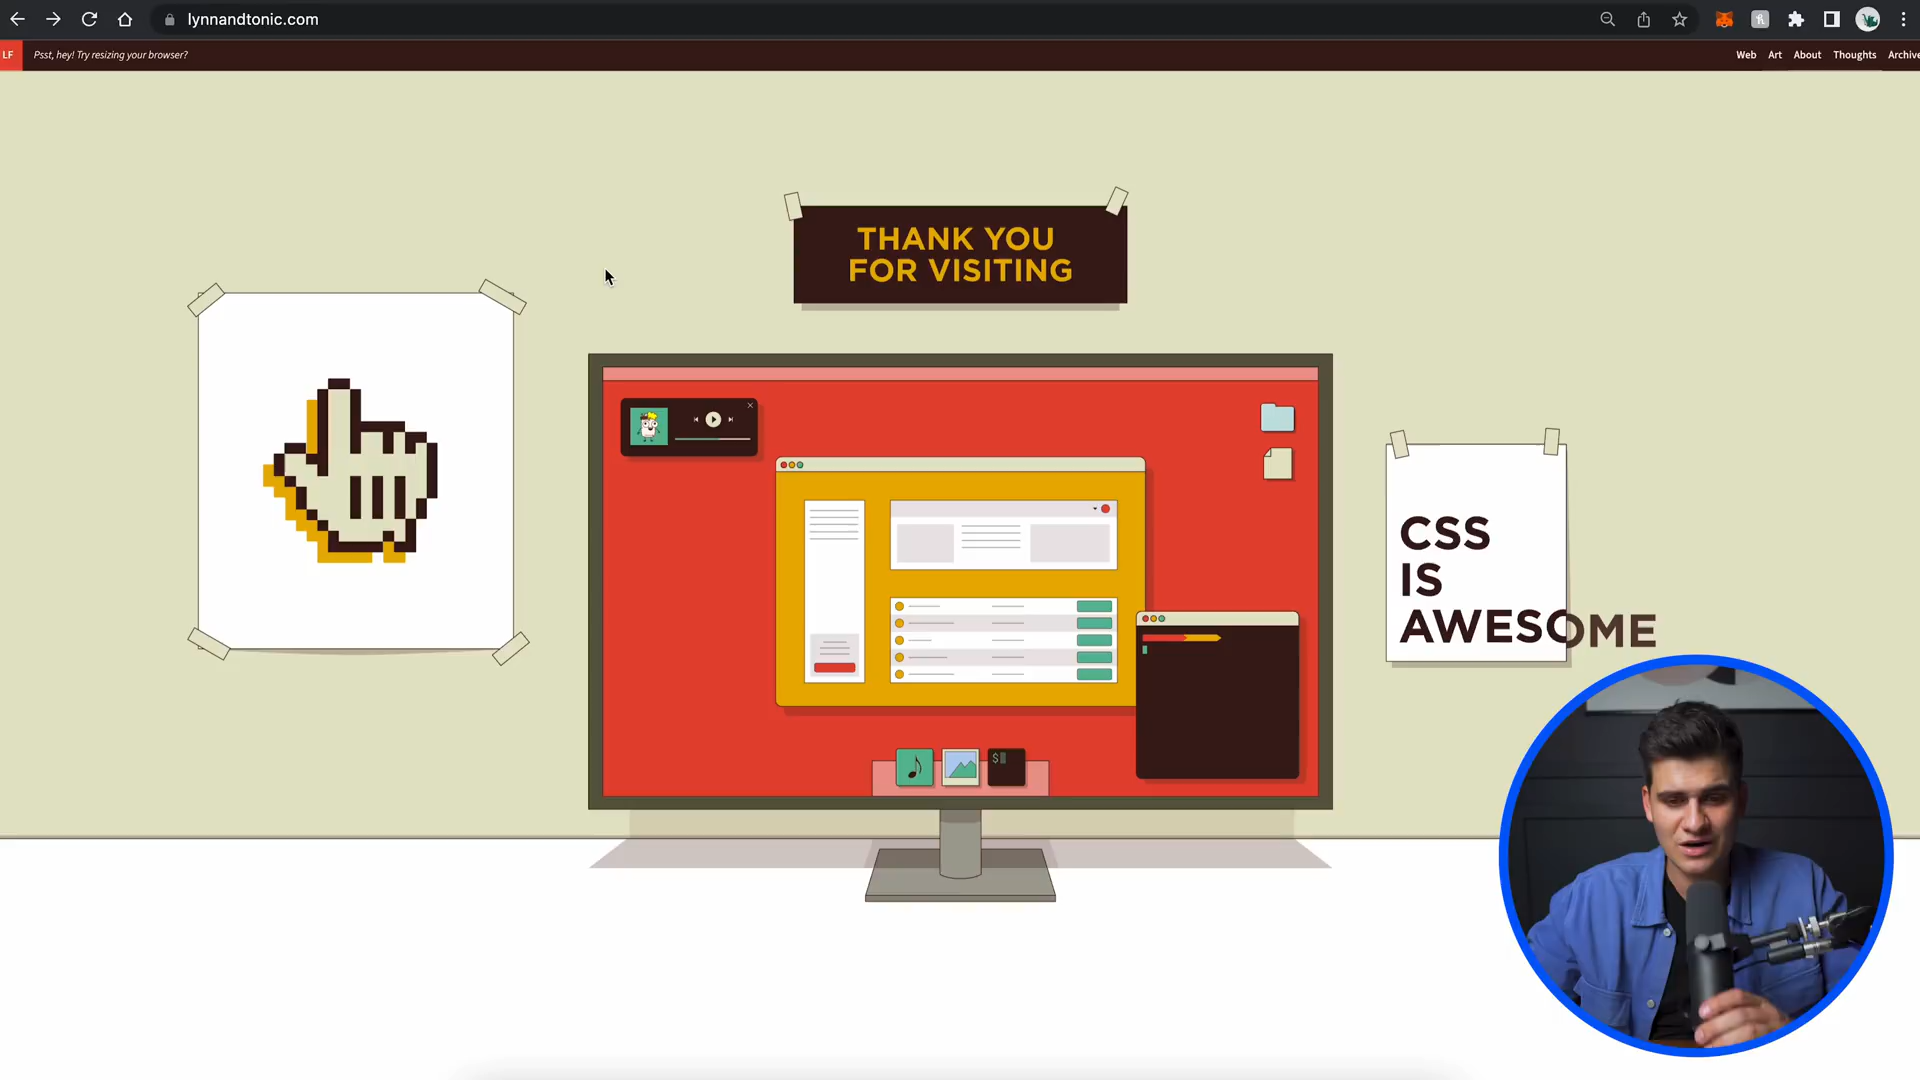 lynnandtonic.com
LF
Psst, hey! Try resizing your browser?
Web Art About Thoughts Archive
THANK YOU
FOR VISITING
CSS
IS
AWESOME
$